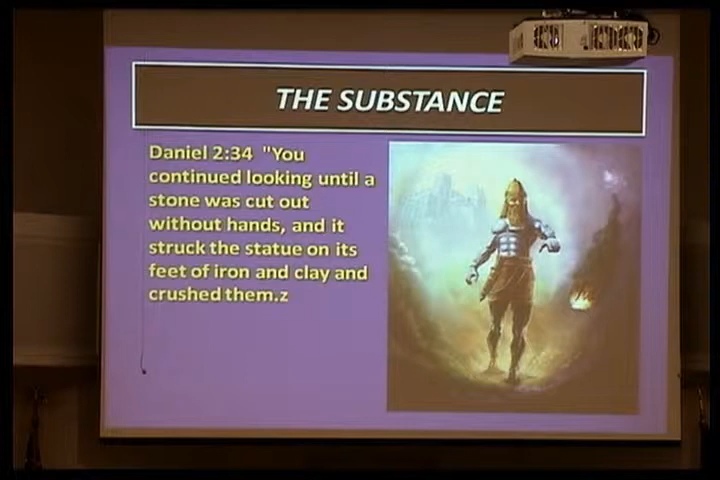 THE SUBSTANCE
Daniel 2:34 "You
continued looking until a
stone was cut out
without hands, and it
struck the statue on its
feet of iron and clay and
crushed them.z